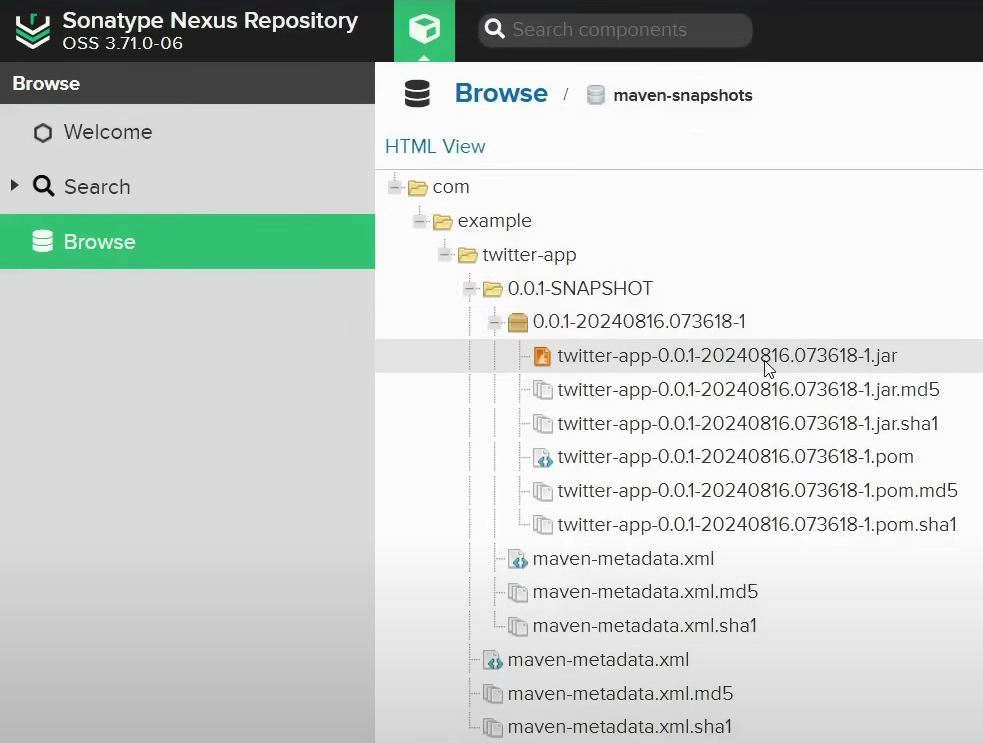 Sonatype Nexus Repository
OSS 3.71.0-06
Search components
Browse
Welcome
Search
Browse
Browse / maven-snapshots
HTML View
com
example
twitter-app
0.0.1-SNAPSHOT
0.0.1-20240816.073618-1
twitter-app-0.0.1-20240816.073618-1.jar
twitter-app-0.0.1-20240816.073618-1.jar.md5
twitter-app-0.0.1-20240816.073618-1.jar.sha1
twitter-app-0.0.1-20240816.073618-1.pom
twitter-app-0.0.1-20240816.073618-1.pom.md5
twitter-app-0.0.1-20240816.073618-1.pom.sha1
maven-metadata.xml
maven-metadata.xml.md5
maven-metadata.xml.sha1
maven-metadata.xml
maven-metadata.xml.md5
maven-metadata.xml.sha1